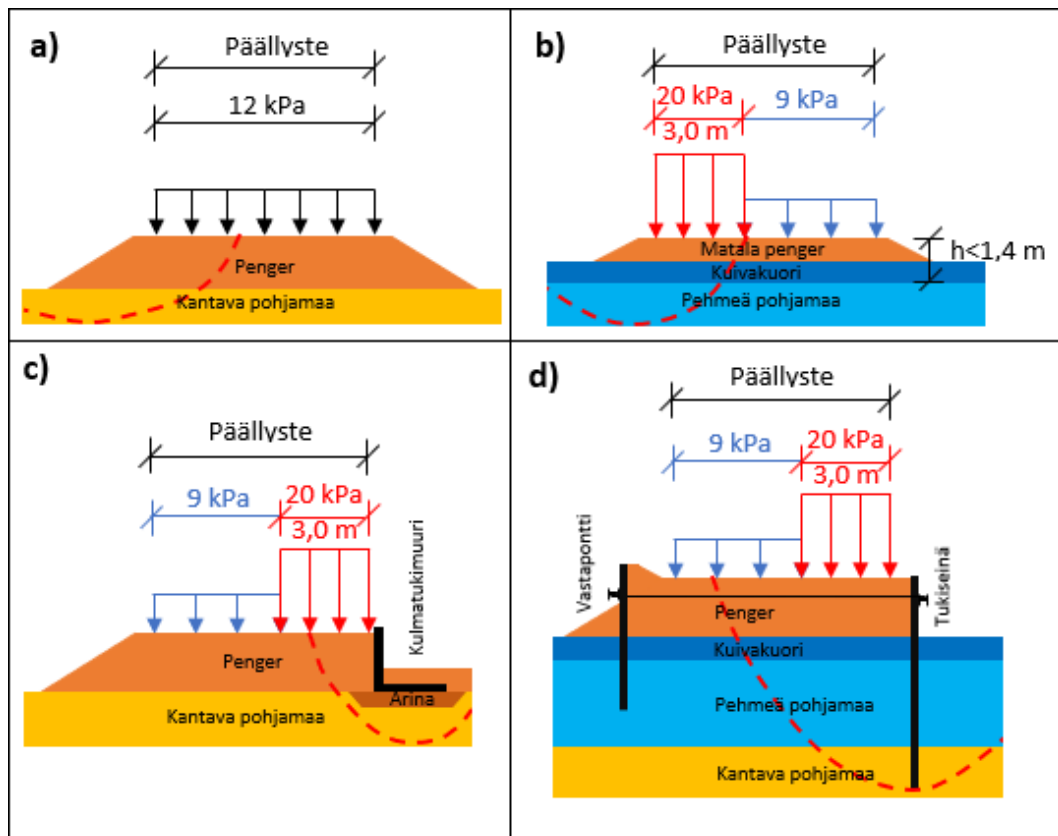 a)
Päällyste
12 kPa
Penger
Kantava pohjamaa
b)
Päällyste
20 kPa
9 kPa
3,0 m
Matala penger
h<1,4 m
Kuivakuori
Pehmeä pohjamaa
c)
Päällyste
9 kPa
20 kPa
3,0 m
Kulmatukimuuri
Penger
Arina
Kantava pohjamaa
d)
Päällyste
9 kPa
20 kPa
3,0 m
Vastapontti
Tukiseinä
Penger
Kuivakuori
Pehmeä pohjamaa
Kantava pohjamaa